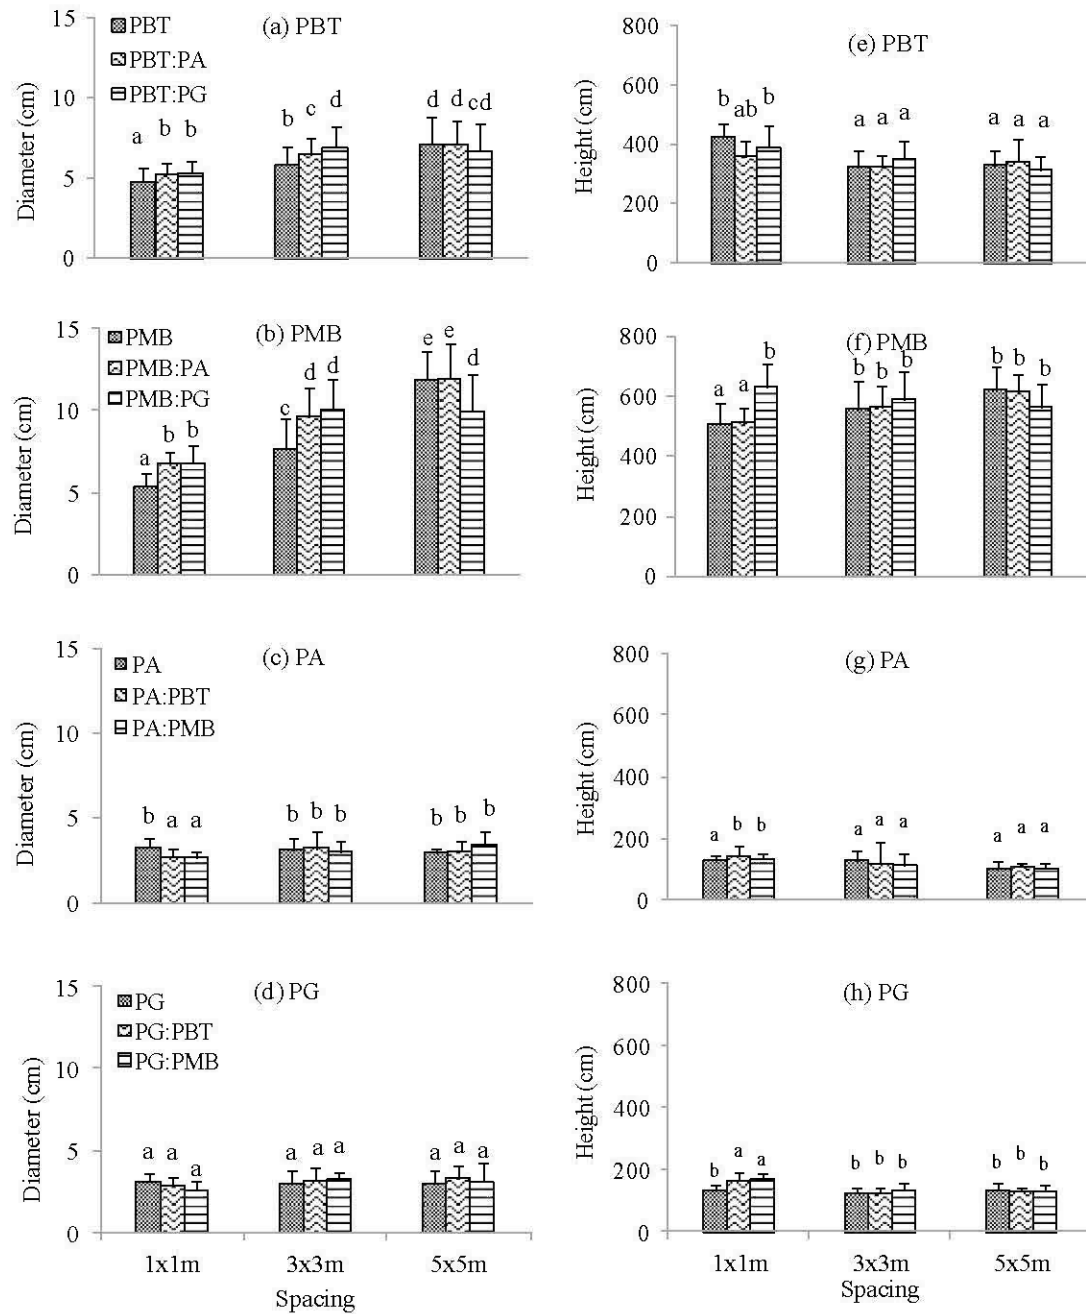 15
PBT
(a) PBT
PBT:PA
PBT:PG
10
5
0
Diameter (cm)
a b b
b c d
d d cd
800
(e) PBT
600
400
200
0
Height (cm)
b ab b
a a a
a a a
15
PMB
(b) PMB
PMB:PA
PMB:PG
10
5
0
Diameter (cm)
a b b
c d d
e e d
800
(f) PMB
600
400
200
0
Height (cm)
a a b
b b b
b b b
15
PA
(c) PA
PA:PBT
PA:PMB
10
5
0
Diameter (cm)
b a a
b b b
b b b
800
(g) PA
600
400
200
0
Height (cm)
a b b
a a a
a a a
15
PG
(d) PG
PG:PBT
PG:PMB
10
5
0
Diameter (cm)
a a a
a a a
a a a
1x1m 3x3m 5x5m
Spacing
800
(h) PG
600
400
200
0
Height (cm)
b a a
b b b
b b b
1x1m 3x3m 5x5m
Spacing